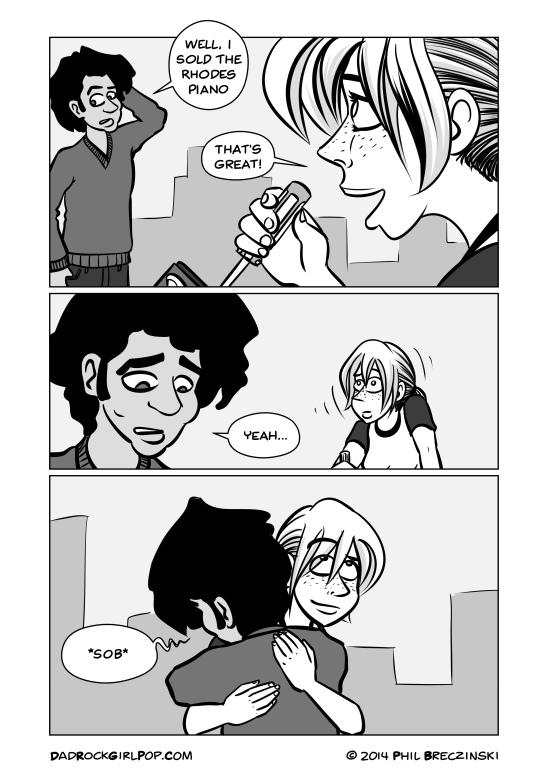 WELL, I
SOLD THE
RHODES
PIANO
THAT'S
GREAT!
YEAH...
*SOB*
DADROCKGIRLPOP.COM
© 2014 PHIL BRECZINSKI